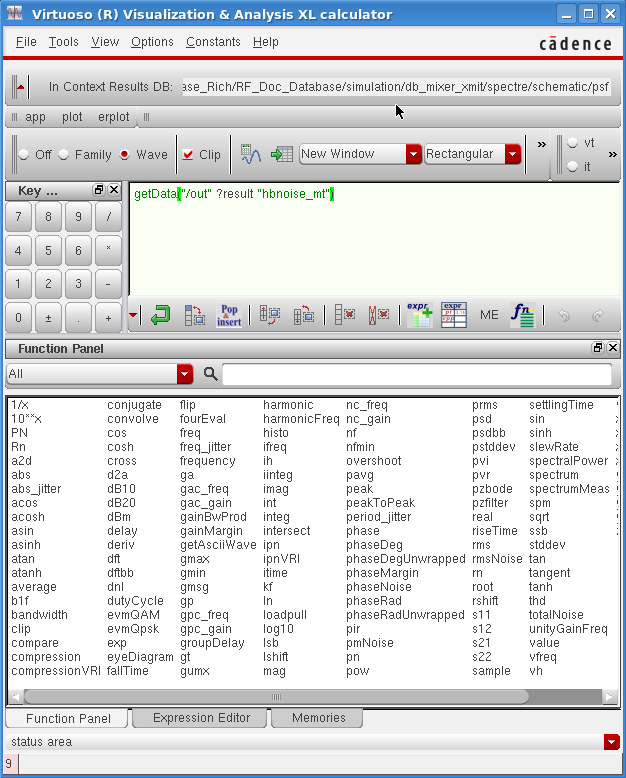 Virtuoso (R) Visualization & Analysis XL calculator
File Tools View Options Constants Help cādence
In Context Results DB: ase_Rich/RF_Doc_Database/simulation/db_mixer_xmit/spectre/schematic/psf
app plot erplot
Off Family Wave Clip New Window Rectangular » » vt
it
Key ...
getData("/out" ?result "hbnoise_mt")
7 8 9 /
4 5 6 *
1 2 3 -
0 ± . +
Pop & insert expr expr ME fn
Function Panel
All
1/x conjugate flip harmonic nc_freq prms settlingTime
10**x convolve fourEval harmonicFreq nc_gain psd sin
PN cos freq histo nf psdbb sinh
Rn cosh freq_jitter ifreq nfmin pstddev slewRate
a2d cross frequency ih overshoot pvi spectralPower
abs d2a ga iinteg pavg pvr spectrum
abs_jitter dB10 gac_freq imag peak pzbode spectrumMeas
acos dB20 gac_gain int peakToPeak pzfilter spm
acosh dBm gainBwProd integ period_jitter real sqrt
asin delay gainMargin intersect phase riseTime ssb
asinh deriv getAsciiWave ipn phaseDeg rms stddev
atan dft gmax ipnVRI phaseDegUnwrapped rmsNoise tan
atanh dftbb gmin itime phaseMargin rn tangent
average dnl gmsg kf phaseNoise root tanh
b1f dutyCycle gp ln phaseRad rshift thd
bandwidth evmQAM gpc_freq loadpull phaseRadUnwrapped s11 totalNoise
clip evmQpsk gpc_gain log10 pir s12 unityGainFreq
compare exp groupDelay lsb pmNoise s21 value
compression eyeDiagram gt lshift pn s22 vfreq
compressionVRI fallTime gumx mag pow sample vh
Function Panel Expression Editor Memories
status area
9